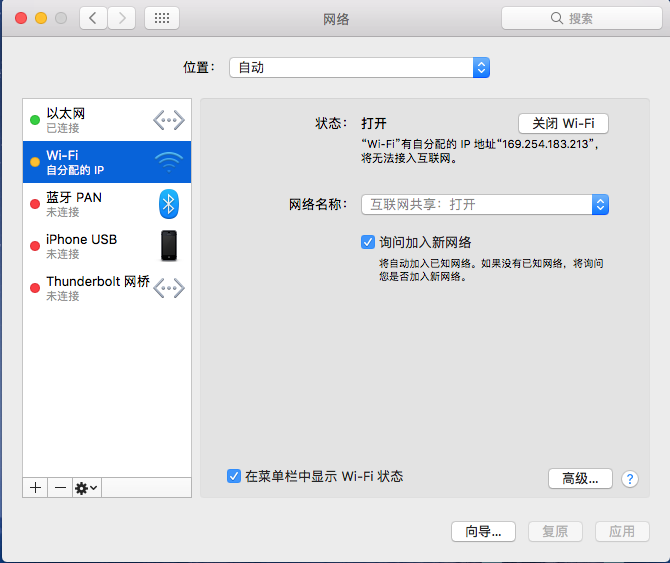 网络
搜索
位置： 自动
以太网
已连接
Wi-Fi
自分配的 IP
蓝牙 PAN
未连接
iPhone USB
未连接
Thunderbolt 网桥
未连接
状态： 打开
关闭 Wi-Fi
“Wi-Fi”有自分配的 IP 地址“169.254.183.213”，
将无法接入互联网。
网络名称： 互联网共享：打开
询问加入新网络
将自动加入已知网络。如果没有已知网络，将询问
您是否加入新网络。
在菜单栏中显示 Wi-Fi 状态
高级...
?
向导...
复原
应用